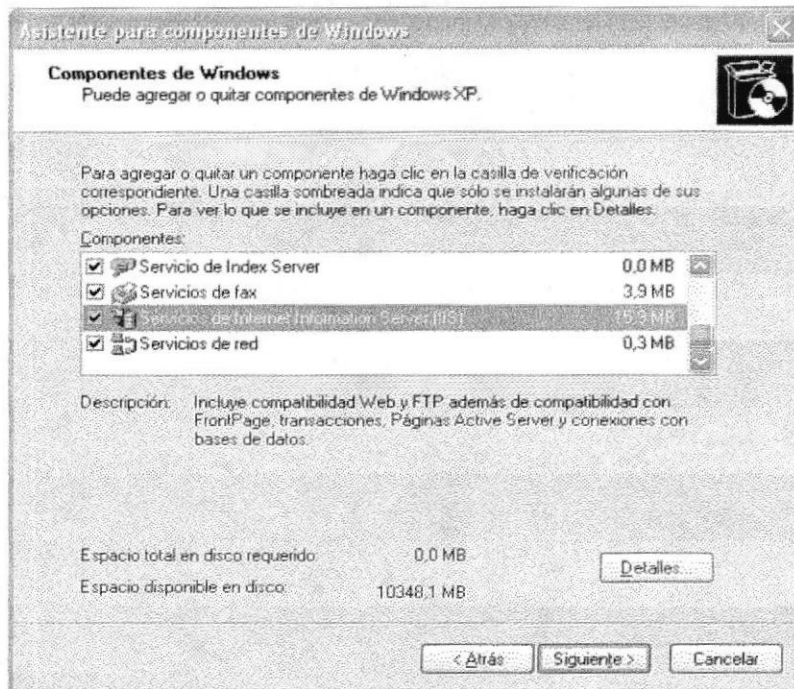 Asistente para componentes de Windows
Componentes de Windows
Puede agregar o quitar componentes de Windows XP.
Para agregar o quitar un componente haga clic en la casilla de verificación
correspondiente. Una casilla sombreada indica que sólo se instalarán algunas de sus
opciones. Para ver lo que se incluye en un componente, haga clic en Detalles.
Componentes:
Servicio de Index Server 0,0 MB
Servicios de fax 3,9 MB
Servicios de Internet Information Server (IIS) 15,9 MB
Servicios de red 0,3 MB
Descripción: Incluye compatibilidad Web y FTP además de compatibilidad con
FrontPage, transacciones, Páginas Active Server y conexiones con
bases de datos.
Espacio total en disco requerido: 0,0 MB
Detalles...
Espacio disponible en disco: 10348,1 MB
< Atrás Siguiente > Cancelar